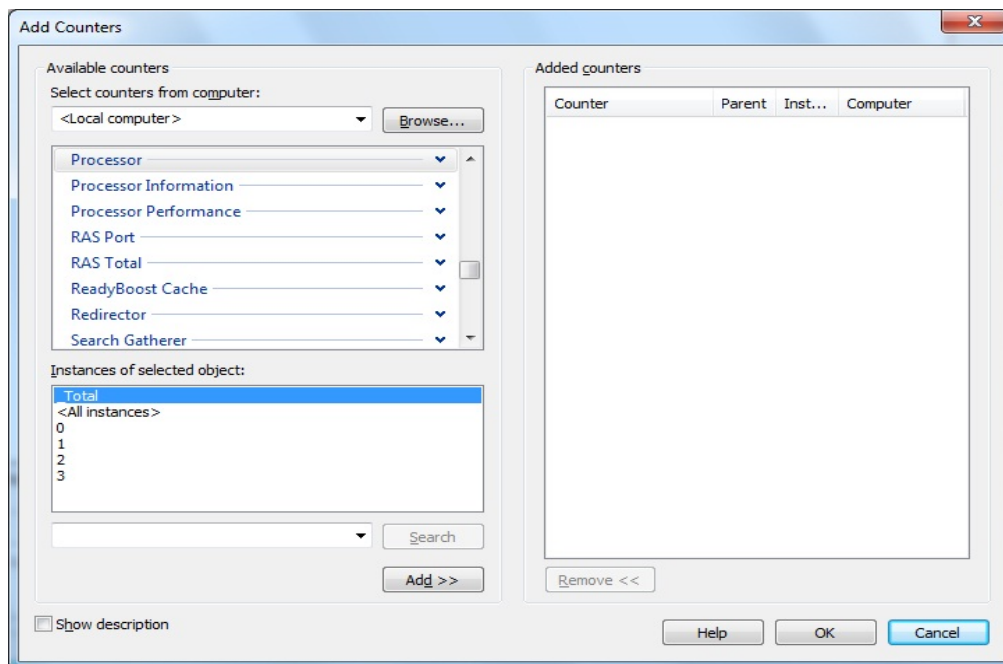 Add Counters
Available counters
Select counters from computer:
<Local computer>
Browse...
Processor
Processor Information
Processor Performance
RAS Port
RAS Total
ReadyBoost Cache
Redirector
Search Gatherer
Instances of selected object:
_Total
<All instances>
0
1
2
3
Search
Add >>
Show description
Added counters
Counter Parent Inst... Computer
Remove <<
Help OK Cancel